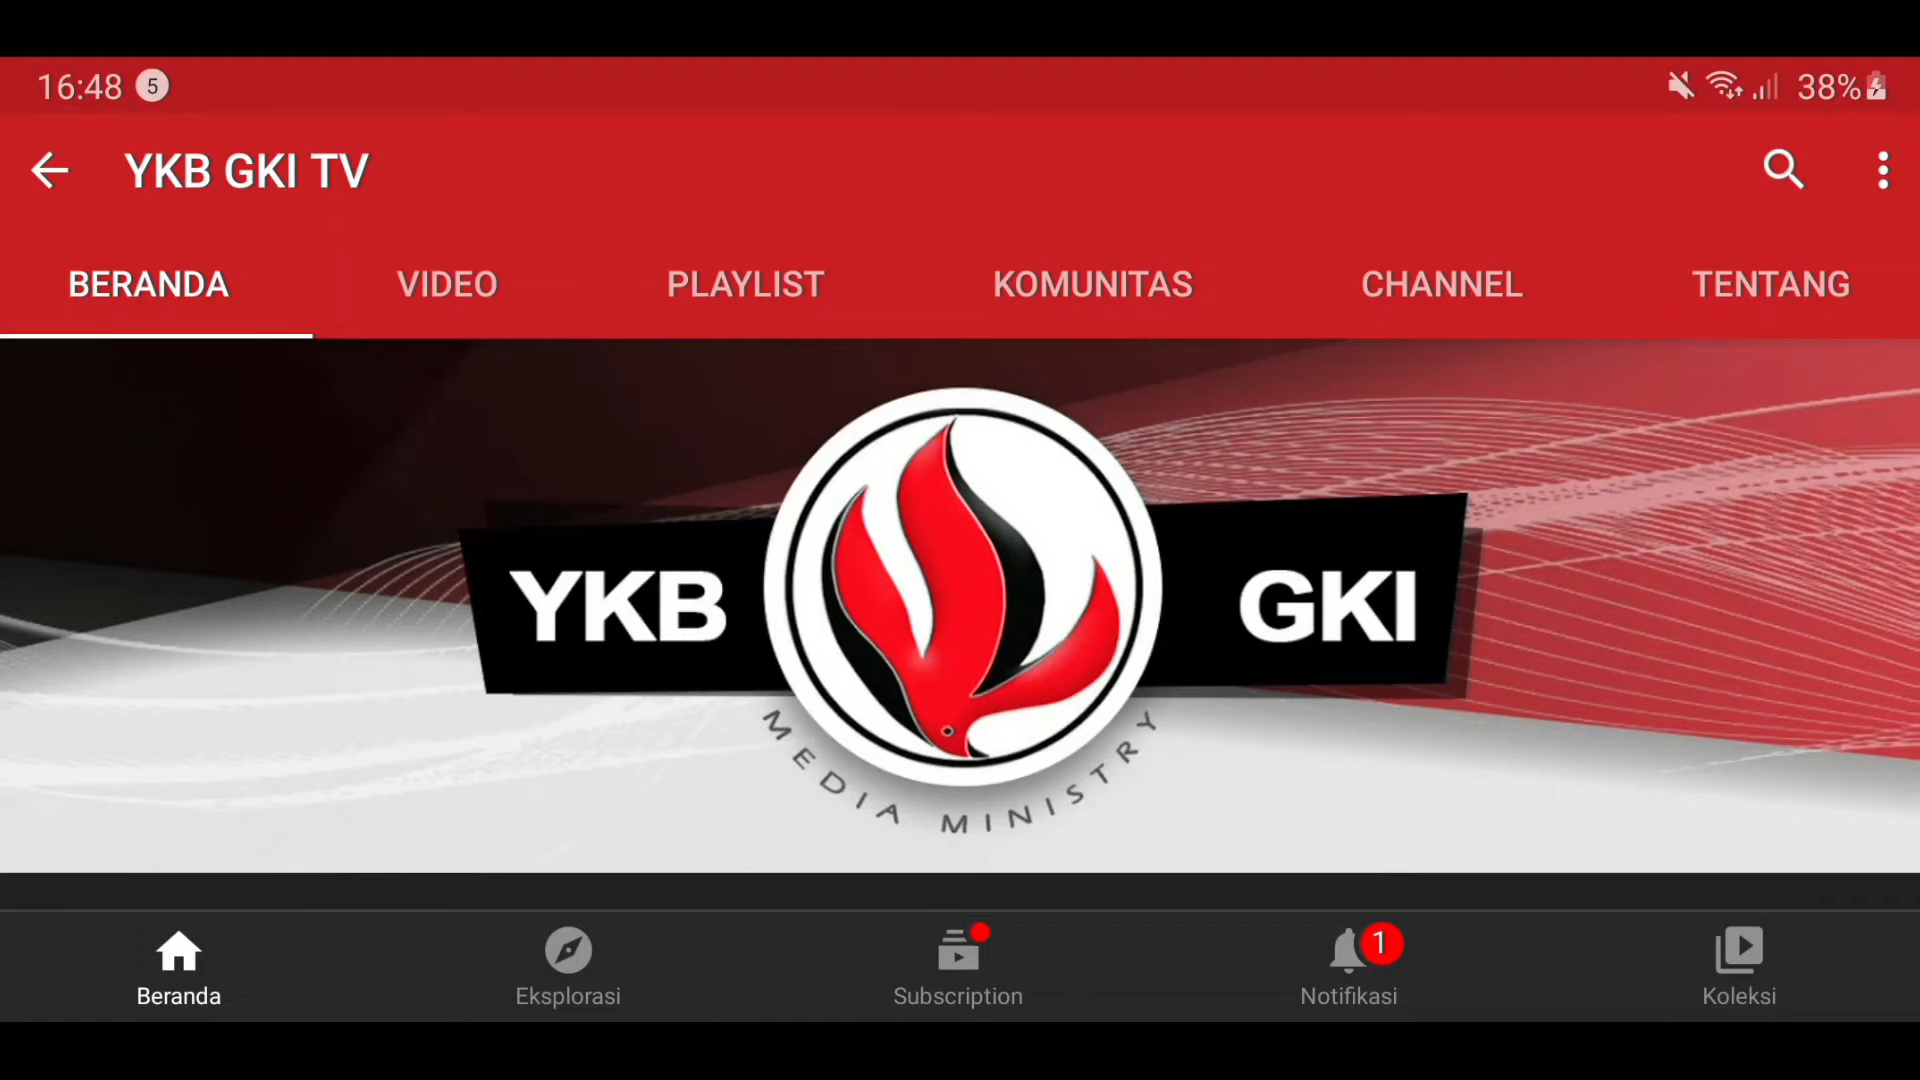 16:48 5 38%
YKB GKI TV
BERANDA VIDEO PLAYLIST KOMUNITAS CHANNEL TENTANG
YKB GKI
MEDIA MINISTRY
1
Beranda Eksplorasi Subscription Notifikasi Koleksi